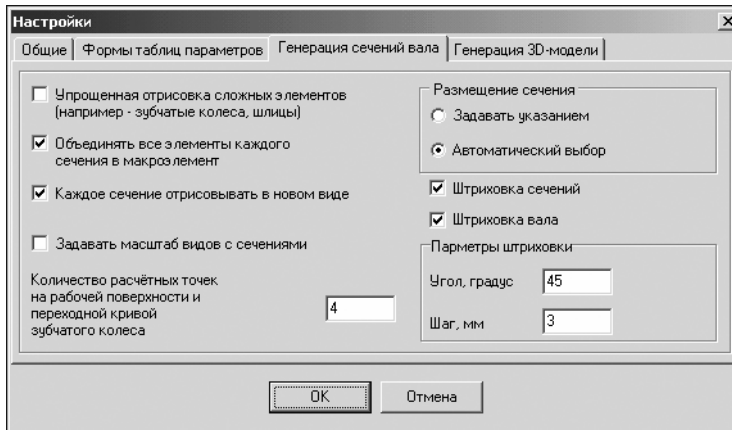 Настройки
Общие
Формы таблиц параметров
Генерация сечений вала
Генерация 3D-модели
Упрощенная отрисовка сложных элементов
(например - зубчатые колеса, шлицы)
Объединять все элементы каждого
сечения в макроэлемент
Каждое сечение отрисовывать в новом виде
Задавать масштаб видов с сечениями
Количество расчётных точек
на рабочей поверхности и
переходной кривой
зубчатого колеса
4
Размещение сечения
Задавать указанием
Автоматический выбор
Штриховка сечений
Штриховка вала
Парметры штриховки
Угол, градус
45
Шаг, мм
3
OK
Отмена